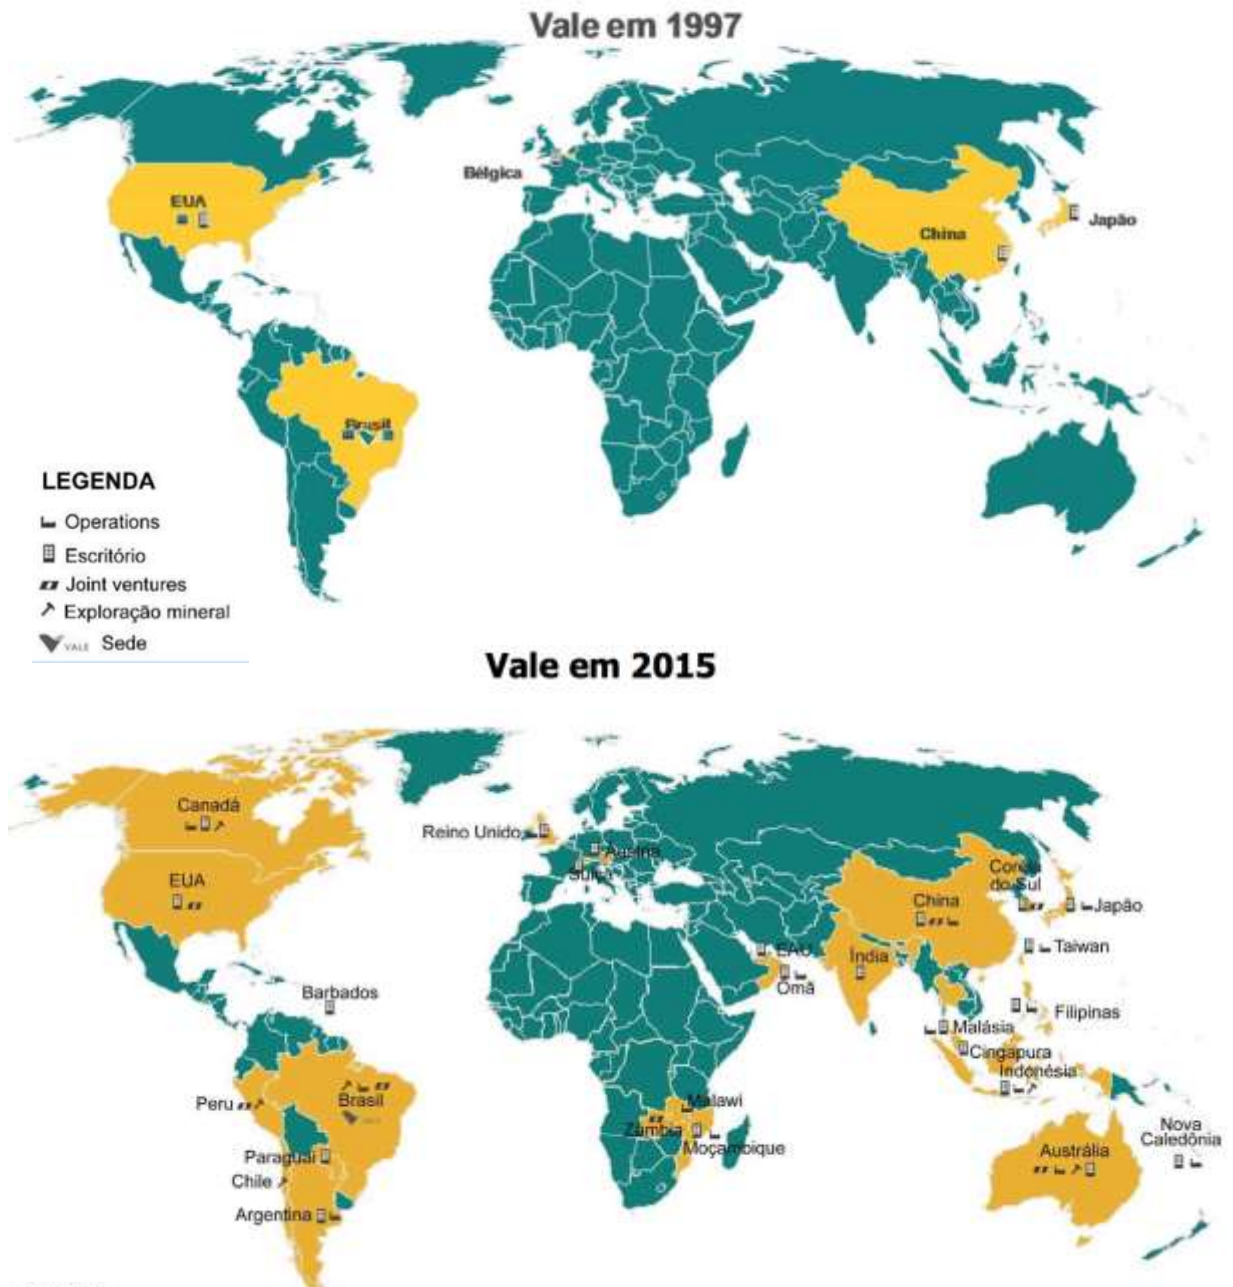 Vale em 1997
Bélgica
EUA
Japão
China
Brasil
LEGENDA
Operations
Escritório
Joint ventures
Exploração mineral
VALE Sede
Vale em 2015
Canadá
Reino Unido
Áustria
Suíça
EUA
Coreia
do Sul
China
Japão
EAU
Índia
Taiwan
Omã
Barbados
Filipinas
Malásia
Cingapura
Indonésia
Peru
Brasil
VALE
Malawi
Zâmbia
Moçambique
Nova
Caledônia
Austrália
Paraguai
Chile
Argentina